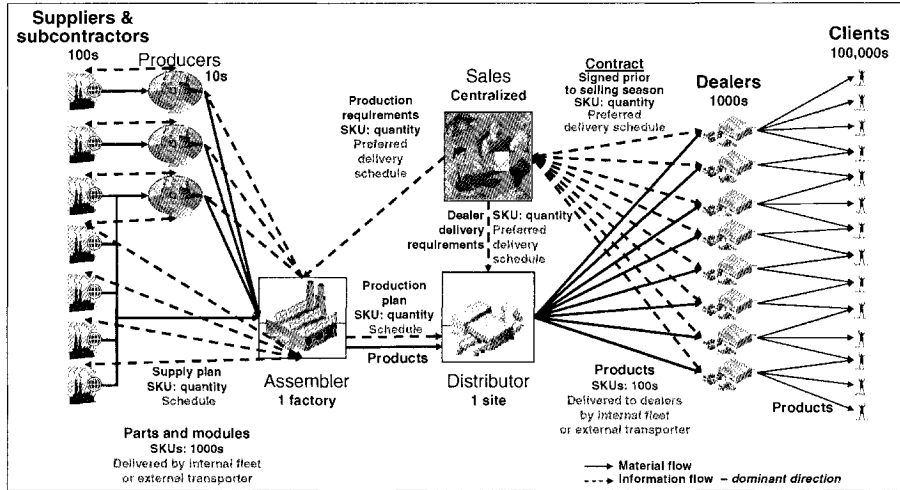 Suppliers &
subcontractors
100s
Producers
10s
Production
requirements
SKU: quantity
Preferred
delivery
schedule
Sales
Centralized
Contract
Signed prior
to selling season
SKU: quantity
Preferred
delivery schedule
Dealers
1000s
Clients
100,000s
Dealer
delivery
requirements
SKU: quantity
Preferred
delivery
schedule
Production
plan
SKU: quantity
Schedule
Products
Supply plan
SKU: quantity
Schedule
Assembler
1 factory
Distributor
1 site
Products
SKUs: 100s
Delivered to dealers
by internal fleet
or external transporter
Products
Parts and modules
SKUs: 1000s
Delivered by internal fleet
or external transporter
Material flow
Information flow – dominant direction